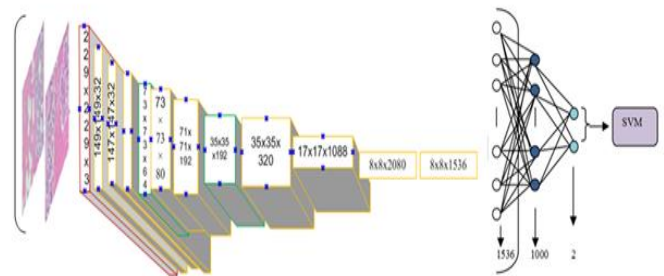 229x229x3
149x149x32
147x147x32
73x73x64
73
×
73
×
80
71x
71x
192
35x35
x192
35x35x
320
17x17x1088
8x8x2080
8x8x1536
SVM
1536
1000
2